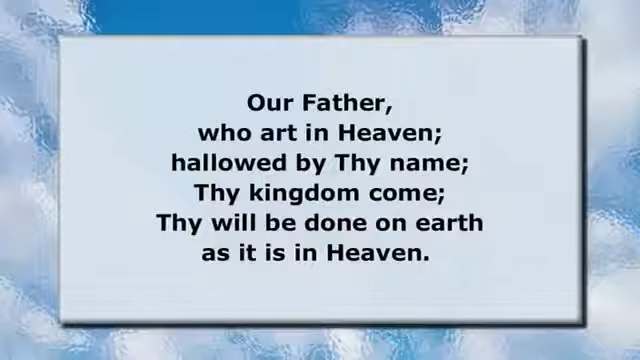 Our Father,
who art in Heaven;
hallowed by Thy name;
Thy kingdom come;
Thy will be done on earth
as it is in Heaven.